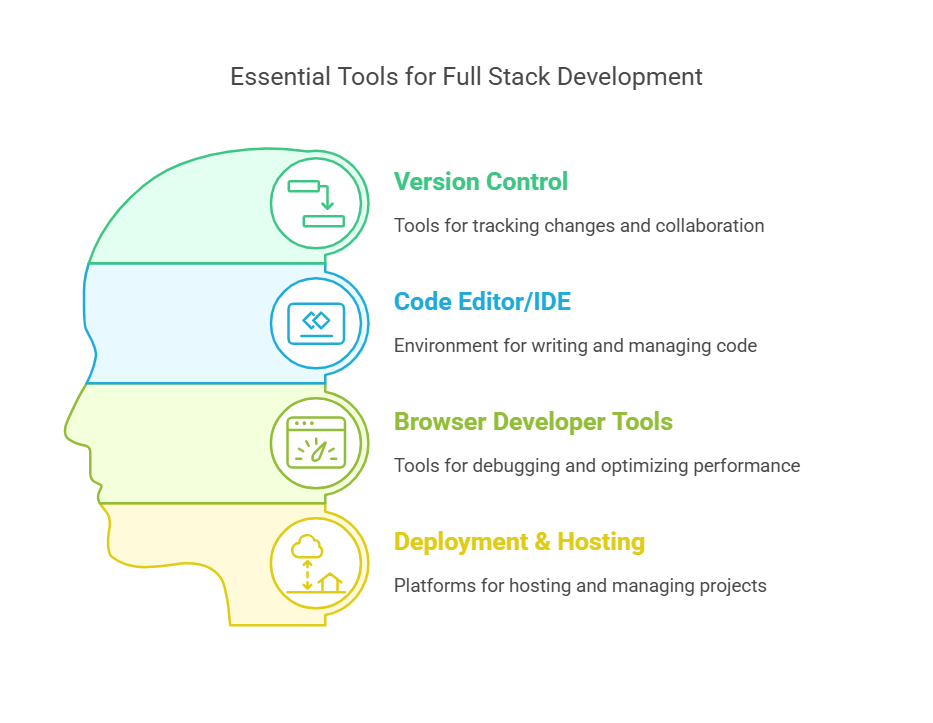 Essential Tools for Full Stack Development
Version Control
Tools for tracking changes and collaboration
Code Editor/IDE
Environment for writing and managing code
Browser Developer Tools
Tools for debugging and optimizing performance
Deployment & Hosting
Platforms for hosting and managing projects